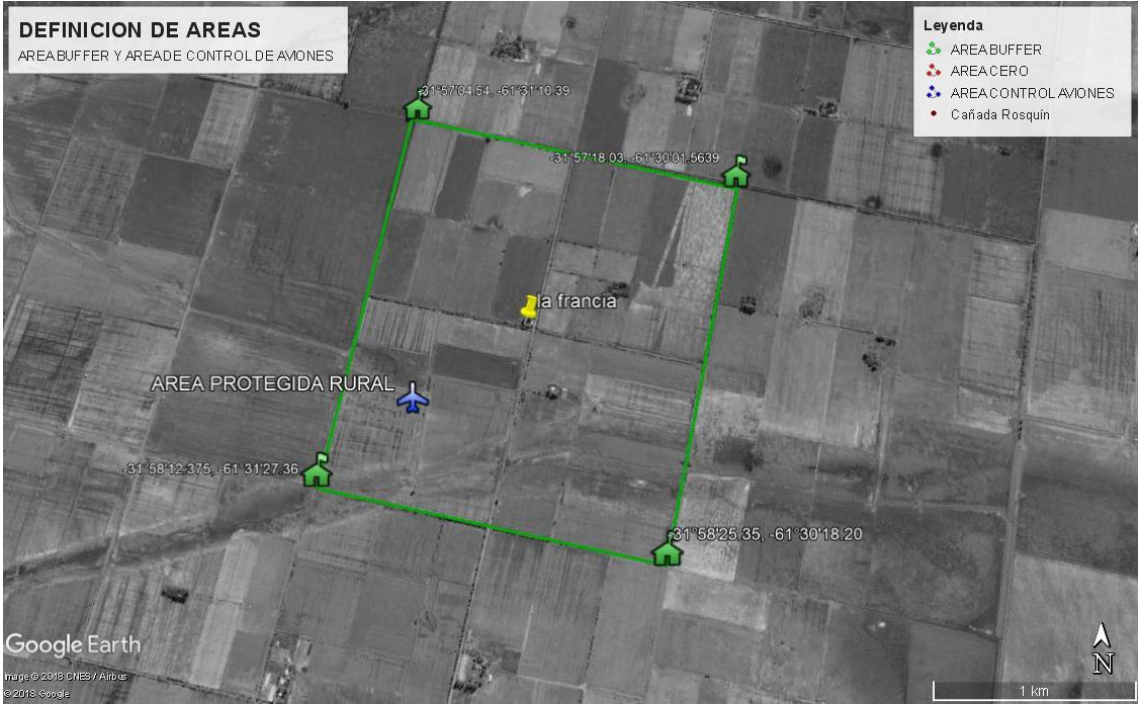 DEFINICION DE AREAS
AREA BUFFER Y AREA DE CONTROL DE AVIONES
Leyenda
AREA BUFFER
AREA CERO
AREA CONTROL AVIONES
Cañada Rosquín
-31°57'04.54, -61°31'10.39
-31°57'18.03, -61°30'01.5639
la francia
AREA PROTEGIDA RURAL
-31°58'12.375, -61°31'27.36
-31°58'25.35, -61°30'18.20
Google Earth
Image © 2018 CNES / Airbus
© 2018 Google
N
1 km